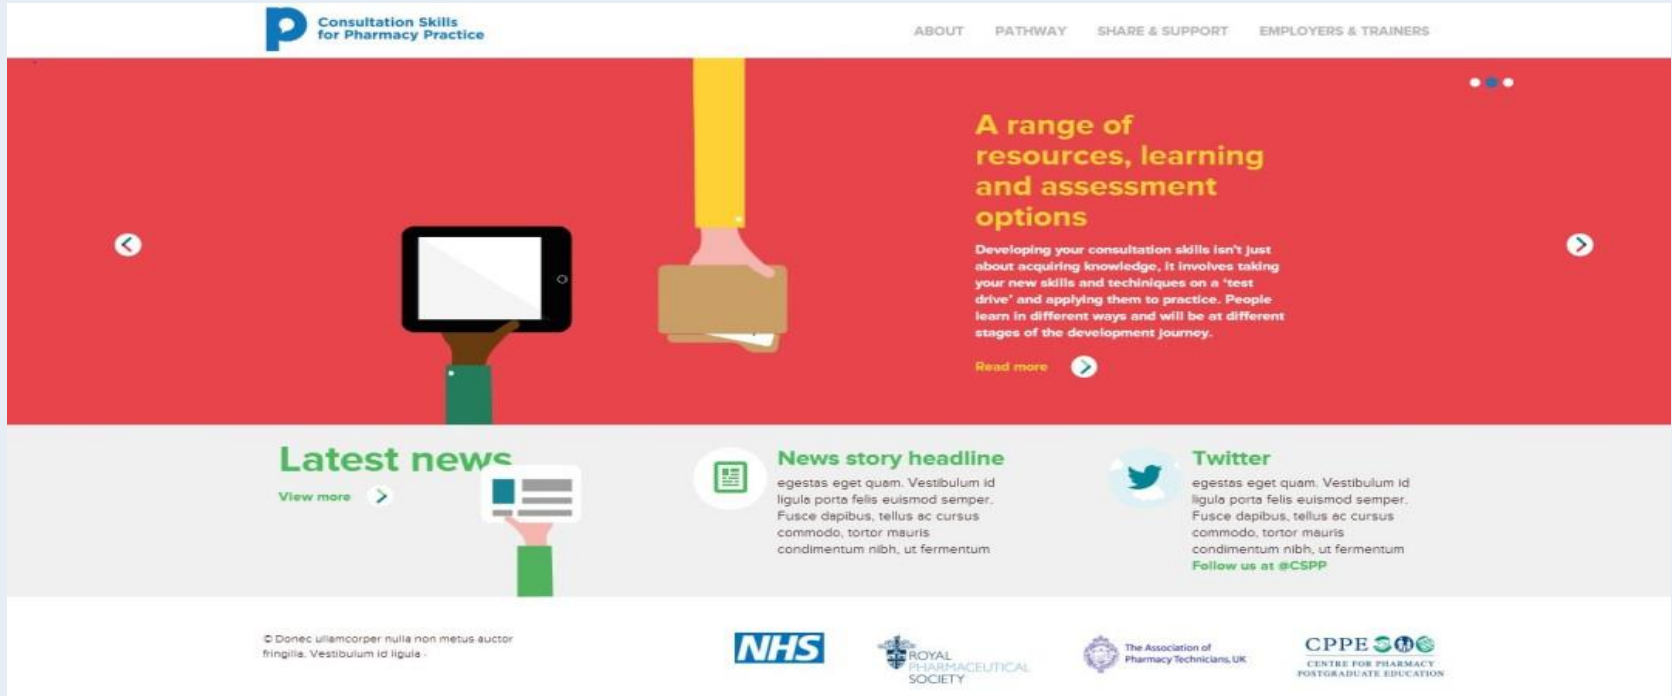 Consultation Skills
for Pharmacy Practice
ABOUT PATHWAY SHARE & SUPPORT EMPLOYERS & TRAINERS
A range of
resources, learning
and assessment
options
Developing your consultation skills isn't just
about acquiring knowledge, it involves taking
your new skills and techiniques on a 'test
drive' and applying them to practice. People
learn in different ways and will be at different
stages of the development journey.
Read more
Latest news
View more
News story headline
egestas eget quam. Vestibulum id
ligula porta felis euismod semper.
Fusce dapibus, tellus ac cursus
commodo, tortor mauris
condimentum nibh, ut fermentum
Twitter
egestas eget quam. Vestibulum id
ligula porta felis euismod semper.
Fusce dapibus, tellus ac cursus
commodo, tortor mauris
condimentum nibh, ut fermentum
Follow us at @CSPP
© Donec ullamcorper nulla non metus auctor
fringilla. Vestibulum id ligula -
NHS
ROYAL
PHARMACEUTICAL
SOCIETY
The Association of
Pharmacy Technicians, UK
CPPE
CENTRE FOR PHARMACY
POSTGRADUATE EDUCATION